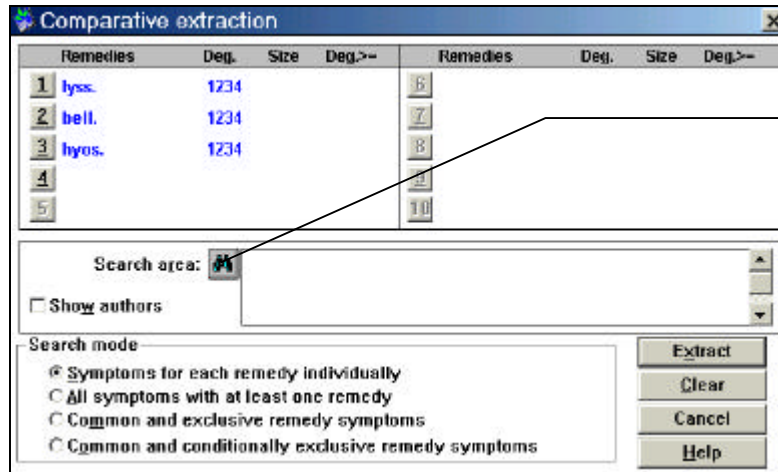 Comparative extraction
Remedies Deg. Size Deg.>= Remedies Deg. Size Deg.>=
1 lyss. 1234 6
2 bell. 1234 7
3 hyos. 1234 8
4 9
5 10
Search area:
Show authors
Search mode
Symptoms for each remedy individually
All symptoms with at least one remedy
Common and exclusive remedy symptoms
Common and conditionally exclusive remedy symptoms
Extract
Clear
Cancel
Help